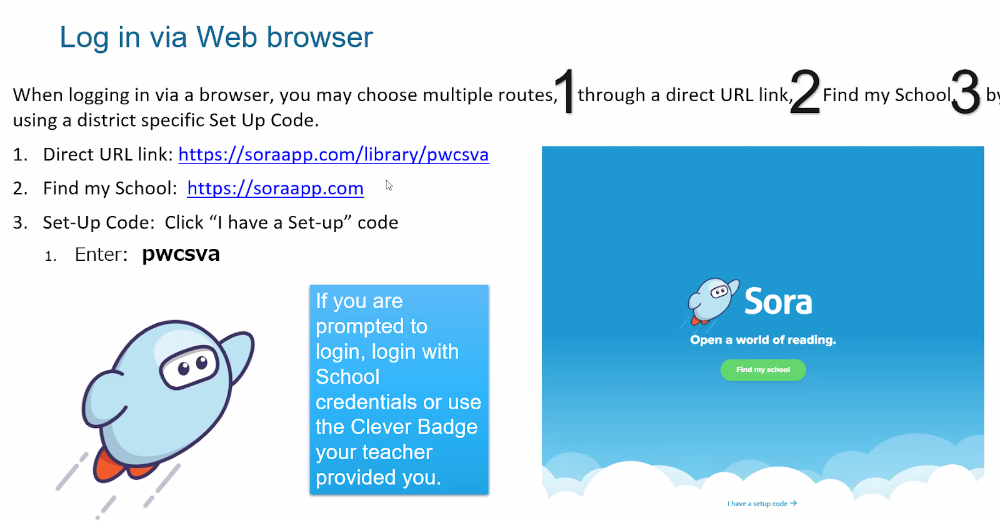 Log in via Web browser
When logging in via a browser, you may choose multiple routes, 1 through a direct URL link, 2 Find my School, 3 by
using a district specific Set Up Code.
1. Direct URL link: https://soraapp.com/library/pwcsva
2. Find my School: https://soraapp.com
3. Set-Up Code: Click “I have a Set-up” code
1. Enter: pwcsva
If you are
prompted to
login, login with
School
credentials or use
the Clever Badge
your teacher
provided you.
Sora
Open a world of reading.
Find my school
I have a setup code →